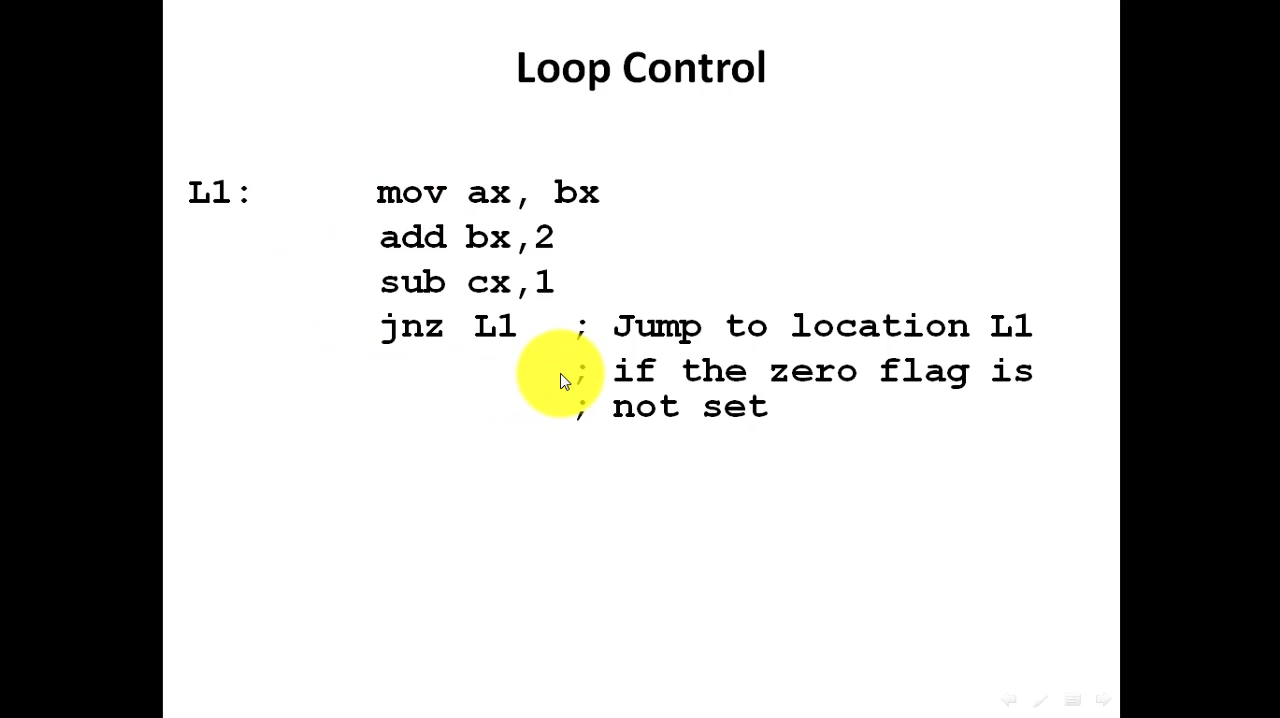 Loop Control
L1: mov ax, bx
add bx,2
sub cx,1
jnz L1 ; Jump to location L1
; if the zero flag is
; not set